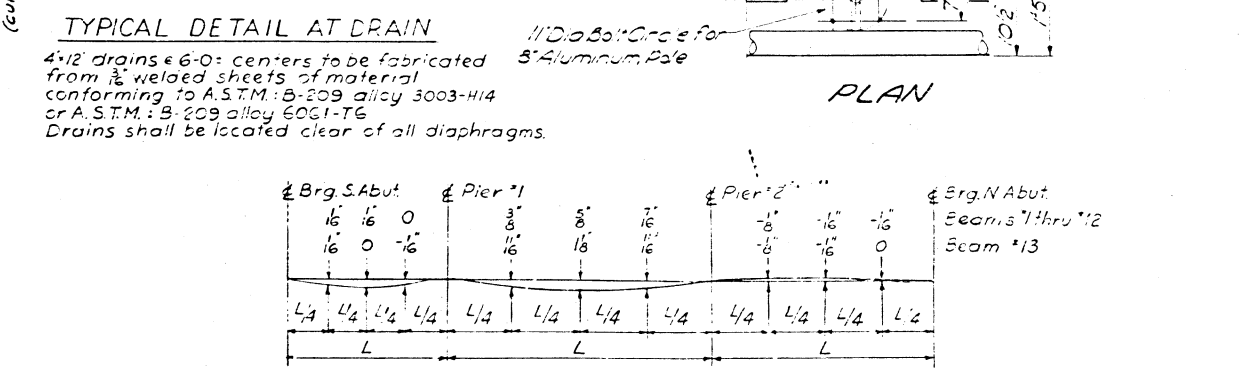 TYPICAL DETAIL AT DRAIN
4"x12" drains @ 6'-0"± centers to be fabricated
from 3/16" welded sheets of material
conforming to A.S.T.M.: B-209 alloy 3003-H14
or A.S.T.M.: B-209 alloy 6061-T6
Drains shall be located clear of all diaphragms.
11" Dia Bolt Circle for
8" Aluminum Pole
PLAN
℄ Brg. S. Abut. ℄ Pier #1 ℄ Pier #2 ℄ Brg. N Abut.
1/16" 1/16" 0 3/8" 5/8" 7/16" -1/8" -1/16" -1/16" Beams #1 thru #12
1/16" 0 -1/16" 11/16" 1 1/8" -1/8" -1/16" 0 Beam #13
L/4 L/4 L/4 L/4 L/4 L/4 L/4 L/4 L/4 L/4 L/4 L/4
L L L